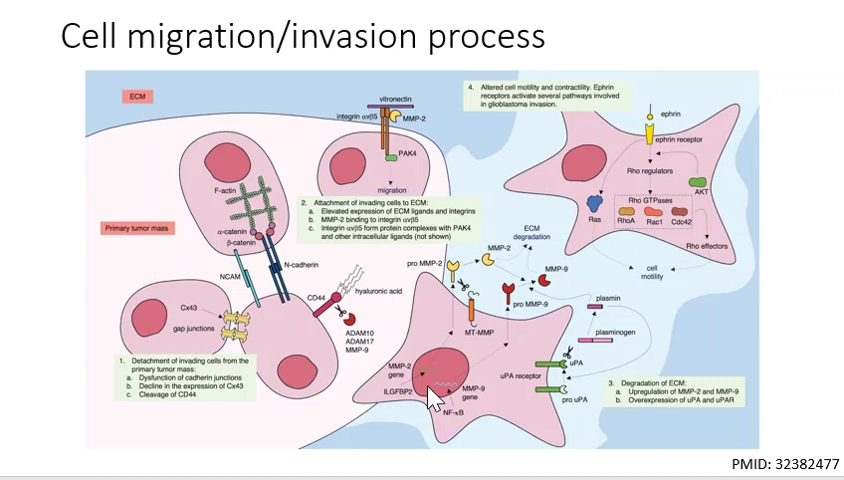 Cell migration/invasion process
ECM
vitronectin
integrin αvβ5
MMP-2
PAK4
migration
4. Altered cell motility and contractility. Ephrin
receptors activate several pathways involved
in glioblastoma invasion.
ephrin
ephrin receptor
Rho regulators
AKT
Rho GTPases
Ras
RhoA
Rac1
Cdc42
Rho effectors
cell
motility
F-actin
α-catenin
β-catenin
N-cadherin
NCAM
Primary tumor mass
2. Attachment of invading cells to ECM:
a. Elevated expression of ECM ligands and integrins
b. MMP-2 binding to integrin αvβ5
c. Integrin αvβ5 form protein complexes with PAK4
and other intracellular ligands (not shown)
ECM
degradation
MMP-2
pro MMP-2
MMP-9
pro MMP-9
CD44
hyaluronic acid
ADAM10
ADAM17
MMP-9
Cx43
gap junctions
MT-MMP
plasmin
plasminogen
uPA
uPA receptor
pro uPA
MMP-2
gene
ILGFBP2
MMP-9
gene
NF-κB
1. Detachment of invading cells from the
primary tumor mass:
a. Dysfunction of cadherin junctions
b. Decline in the expression of Cx43
c. Cleavage of CD44
3. Degradation of ECM:
a. Upregulation of MMP-2 and MMP-9
b. Overexpression of uPA and uPAR
PMID: 32382477